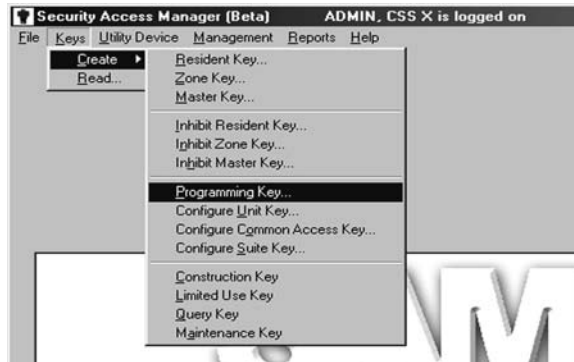 Security Access Manager (Beta) ADMIN, CSS X is logged on
File Keys Utility Device Management Reports Help
Create
Read...
Resident Key...
Zone Key...
Master Key...
Inhibit Resident Key...
Inhibit Zone Key...
Inhibit Master Key...
Programming Key...
Configure Unit Key...
Configure Common Access Key...
Configure Suite Key...
Construction Key
Limited Use Key
Query Key
Maintenance Key